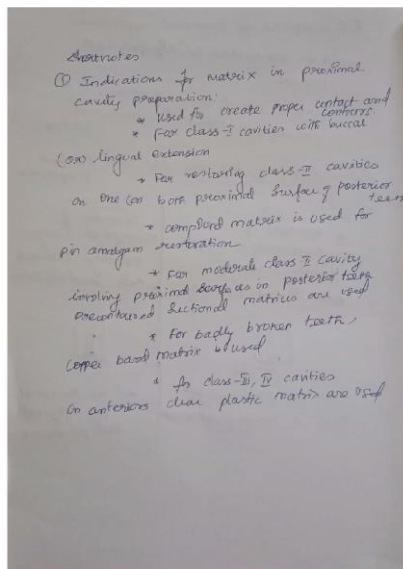 Shortnotes
① Indications for matrix in proximal
cavity preparation:
* used for create proper contact and
contours.
* For class-I cavities with buccal
(or) lingual extension
* For restoring class-II cavities
on one (or) both proximal surface of posterior
teeth
* compound matrix is used for
pin amalgam restoration
* For moderate class II cavity
involving proximal surfaces in posterior teeth
Precontoured Sectional matrices are used
* For badly broken teeth,
Copper band matrix is used
* for class-III, IV cavities
in anteriors clear plastic matrix are used